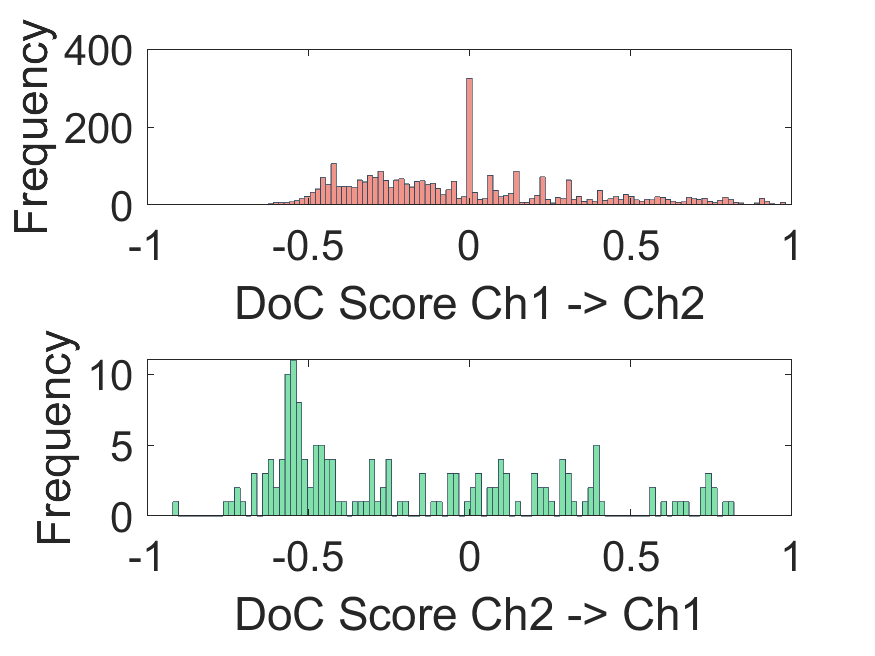 Frequency
400
200
0
-1 -0.5 0 0.5 1
DoC Score Ch1 -> Ch2
Frequency
10
5
0
-1 -0.5 0 0.5 1
DoC Score Ch2 -> Ch1